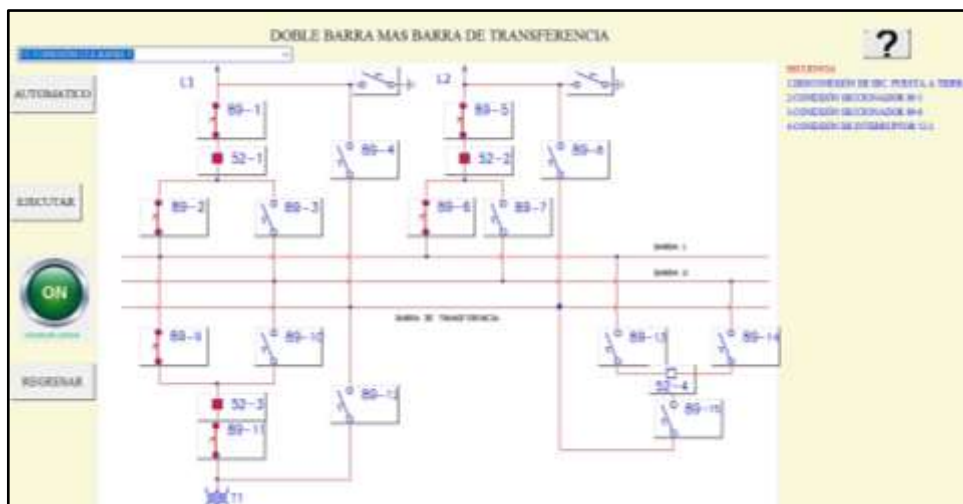 DOBLE BARRA MAS BARRA DE TRANSFERENCIA
?
AUTOMATICO
EJECUTAR
ON
REGRESAR
L1
L2
89-1
89-5
52-1
89-4
52-2
89-8
89-2
89-3
89-6
89-7
BARRA 1
BARRA II
BARRA DE TRANSFERENCIA
89-9
89-10
89-13
89-14
52-4
52-3
89-12
89-15
89-11
T1
SECUENCIA